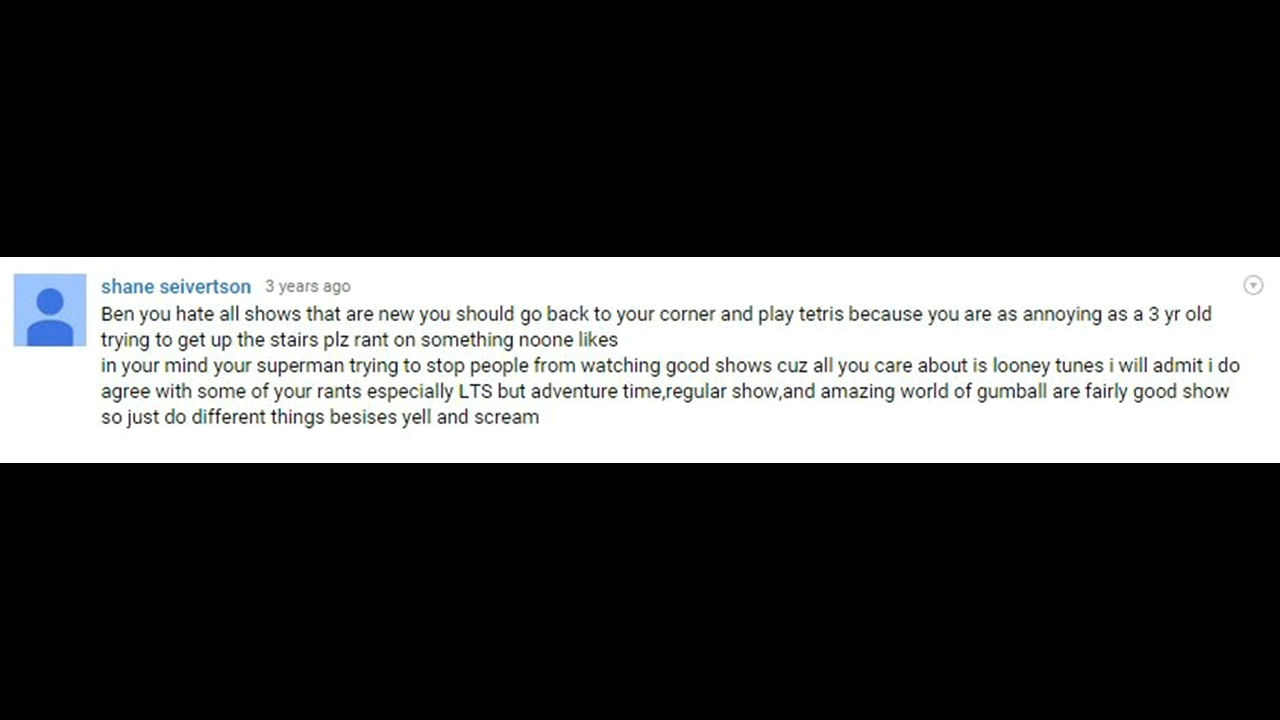 shane seivertson 3 years ago
Ben you hate all shows that are new you should go back to your corner and play tetris because you are as annoying as a 3 yr old
trying to get up the stairs plz rant on something noone likes
in your mind your superman trying to stop people from watching good shows cuz all you care about is looney tunes i will admit i do
agree with some of your rants especially LTS but adventure time,regular show,and amazing world of gumball are fairly good show
so just do different things besises yell and scream